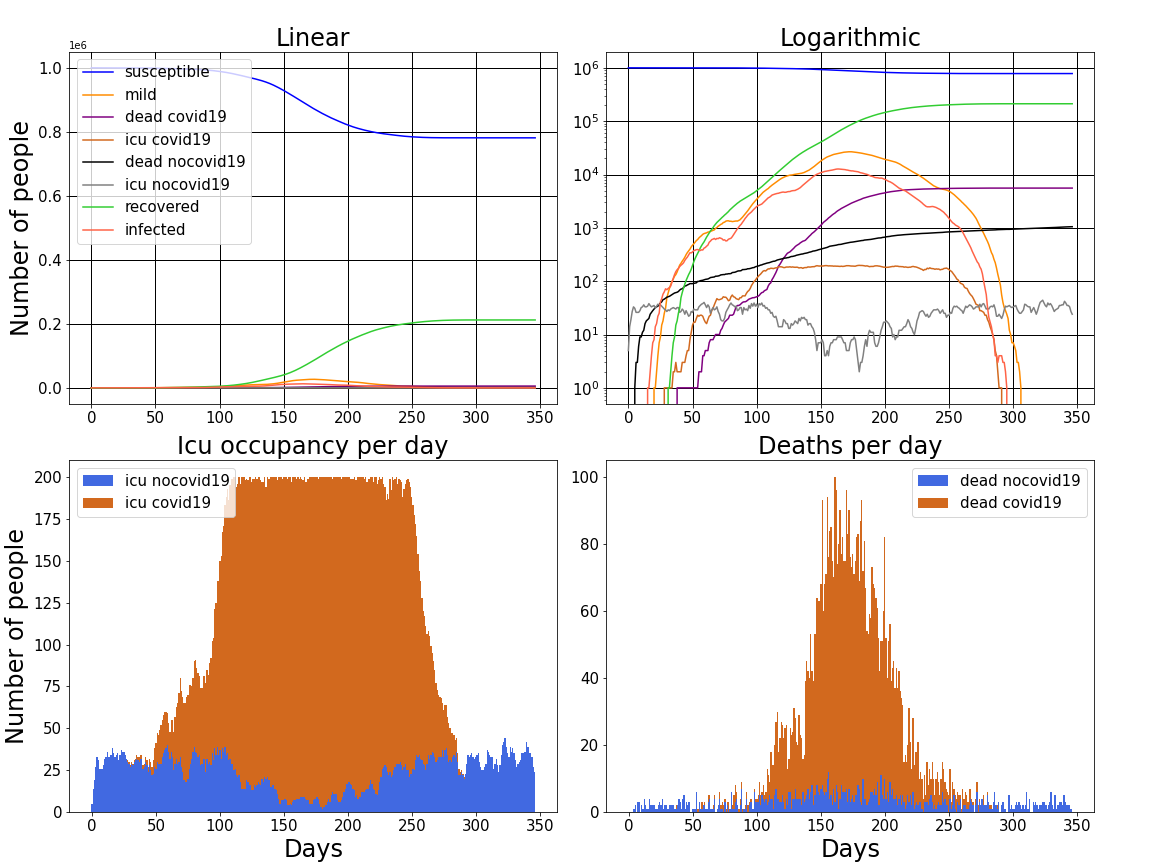 Linear
1e6
Number of people
1.0
0.8
0.6
0.4
0.2
0.0
susceptible
mild
dead covid19
icu covid19
dead nocovid19
icu nocovid19
recovered
infected
0 50 100 150 200 250 300 350
Logarithmic
10^6
10^5
10^4
10^3
10^2
10^1
10^0
0 50 100 150 200 250 300 350
Icu occupancy per day
Number of people
200
175
150
125
100
75
50
25
0
icu nocovid19
icu covid19
0 50 100 150 200 250 300 350
Days
Deaths per day
100
80
60
40
20
0
dead nocovid19
dead covid19
0 50 100 150 200 250 300 350
Days